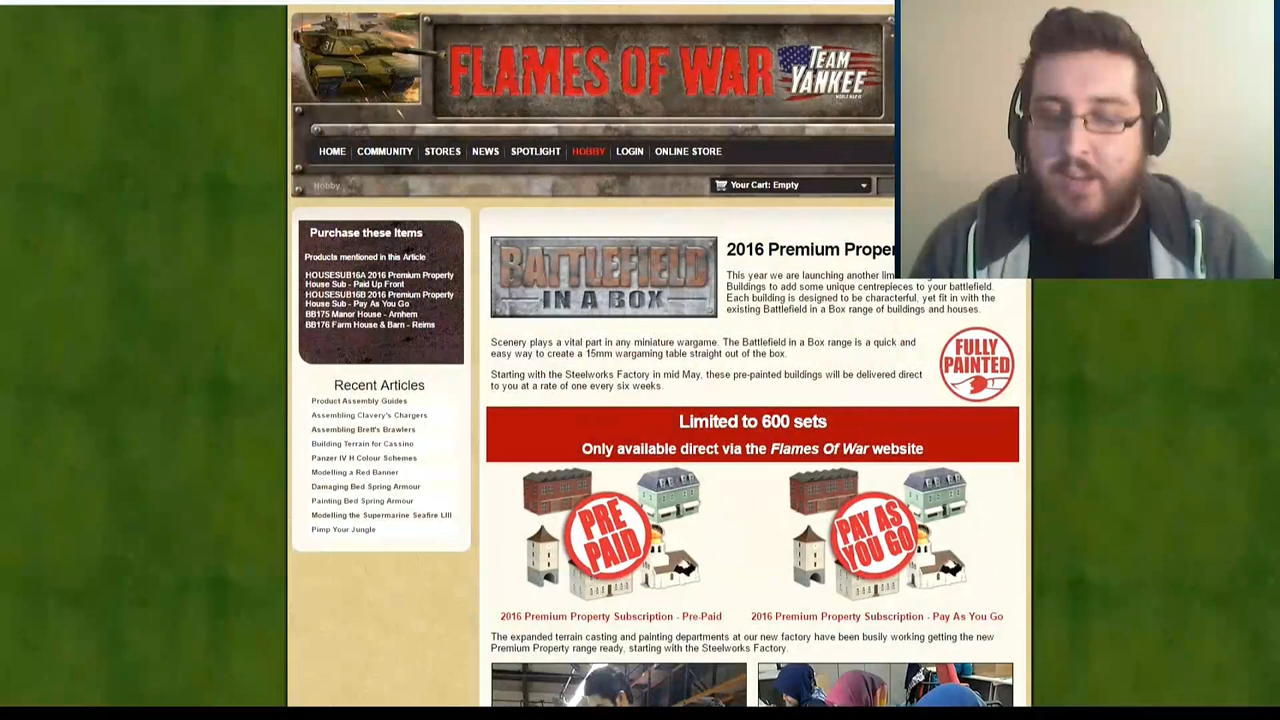 31
FLAMES OF WAR
TEAM
YANKEE
HOME
COMMUNITY
STORES
NEWS
SPOTLIGHT
HOBBY
LOGIN
ONLINE STORE
Hobby
Your Cart: Empty
Purchase these Items
Products mentioned in this Article
HOUSESUB16A 2016 Premium Property
House Sub - Paid Up Front
HOUSESUB16B 2016 Premium Property
House Sub - Pay As You Go
BB175 Manor House - Arnhem
BB176 Farm House & Barn - Reims
Recent Articles
Product Assembly Guides
Assembling Clavery's Chargers
Assembling Brett's Brawlers
Building Terrain for Cassino
Panzer IV H Colour Schemes
Modelling a Red Banner
Damaging Bed Spring Armour
Painting Bed Spring Armour
Modelling the Supermarine Seafire LIII
Pimp Your Jungle
BATTLEFIELD
IN A BOX
2016 Premium Proper
This year we are launching another lim
Buildings to add some unique centrepieces to your battlefield.
Each building is designed to be characterful, yet fit in with the
existing Battlefield in a Box range of buildings and houses.
Scenery plays a vital part in any miniature wargame. The Battlefield in a Box range is a quick and
easy way to create a 15mm wargaming table straight out of the box.
Starting with the Steelworks Factory in mid May, these pre-painted buildings will be delivered direct
to you at a rate of one every six weeks.
FULLY
PAINTED
Limited to 600 sets
Only available direct via the Flames Of War website
PRE
PAID
PAY AS
YOU GO
2016 Premium Property Subscription - Pre-Paid
2016 Premium Property Subscription - Pay As You Go
The expanded terrain casting and painting departments at our new factory have been busily working getting the new
Premium Property range ready, starting with the Steelworks Factory.